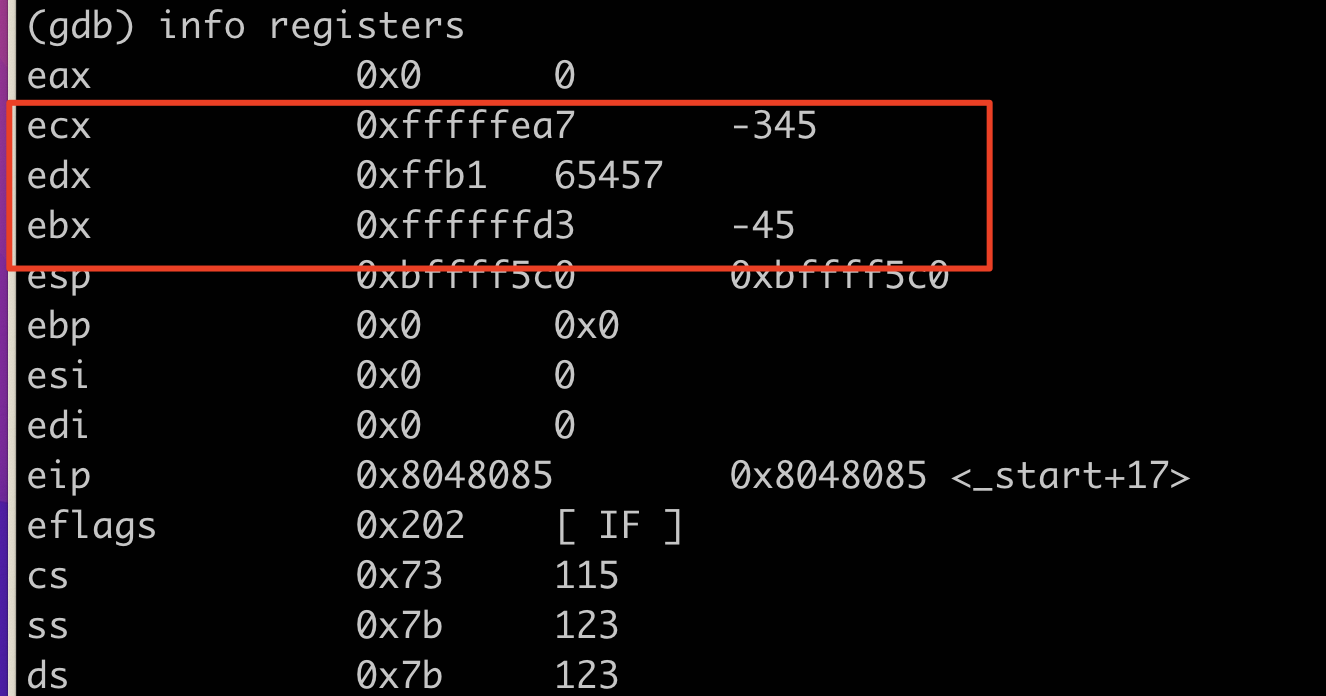 (gdb) info registers
eax 0x0 0
ecx 0xfffffea7 -345
edx 0xffb1 65457
ebx 0xffffffd3 -45
esp 0xbffff5c0 0xbffff5c0
ebp 0x0 0x0
esi 0x0 0
edi 0x0 0
eip 0x8048085 0x8048085 <_start+17>
eflags 0x202 [ IF ]
cs 0x73 115
ss 0x7b 123
ds 0x7b 123